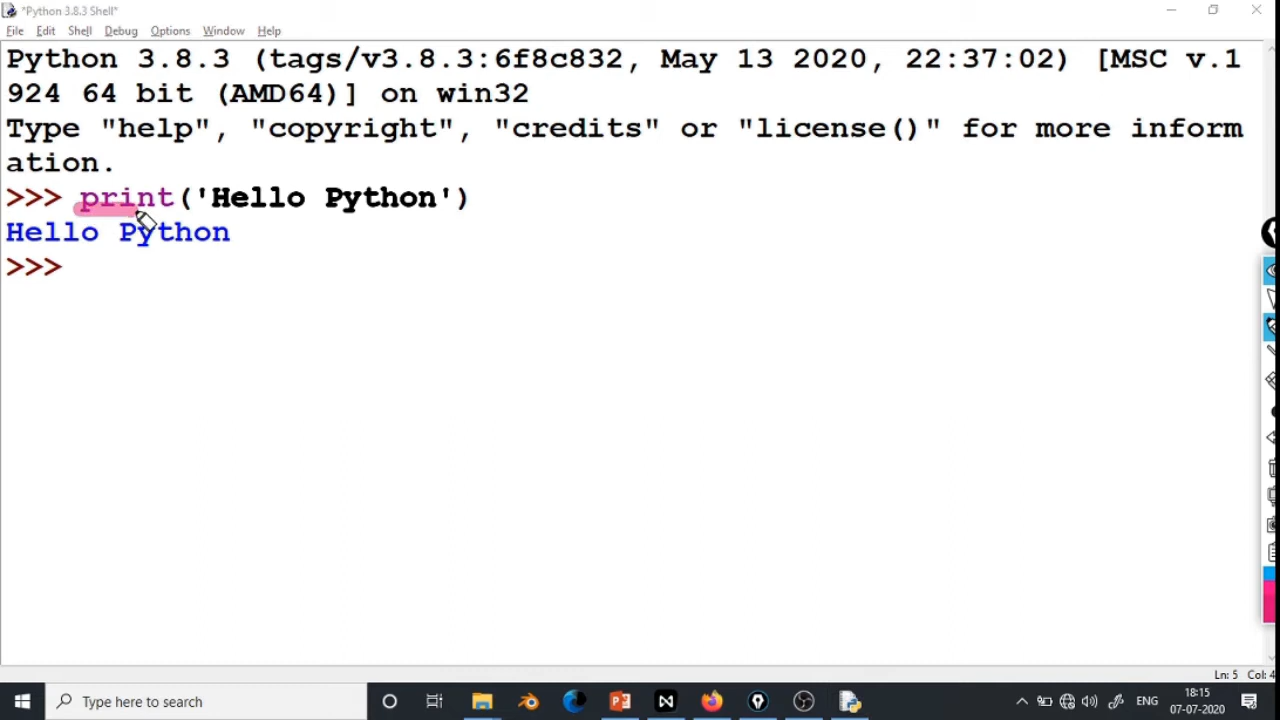 *Python 3.8.3 Shell*
File Edit Shell Debug Options Window Help
Python 3.8.3 (tags/v3.8.3:6f8c832, May 13 2020, 22:37:02) [MSC v.1
924 64 bit (AMD64)] on win32
Type "help", "copyright", "credits" or "license()" for more inform
ation.
>>> print('Hello Python')
Hello Python
>>>
Ln: 5 Col: 4
Type here to search
ENG
18:15
07-07-2020